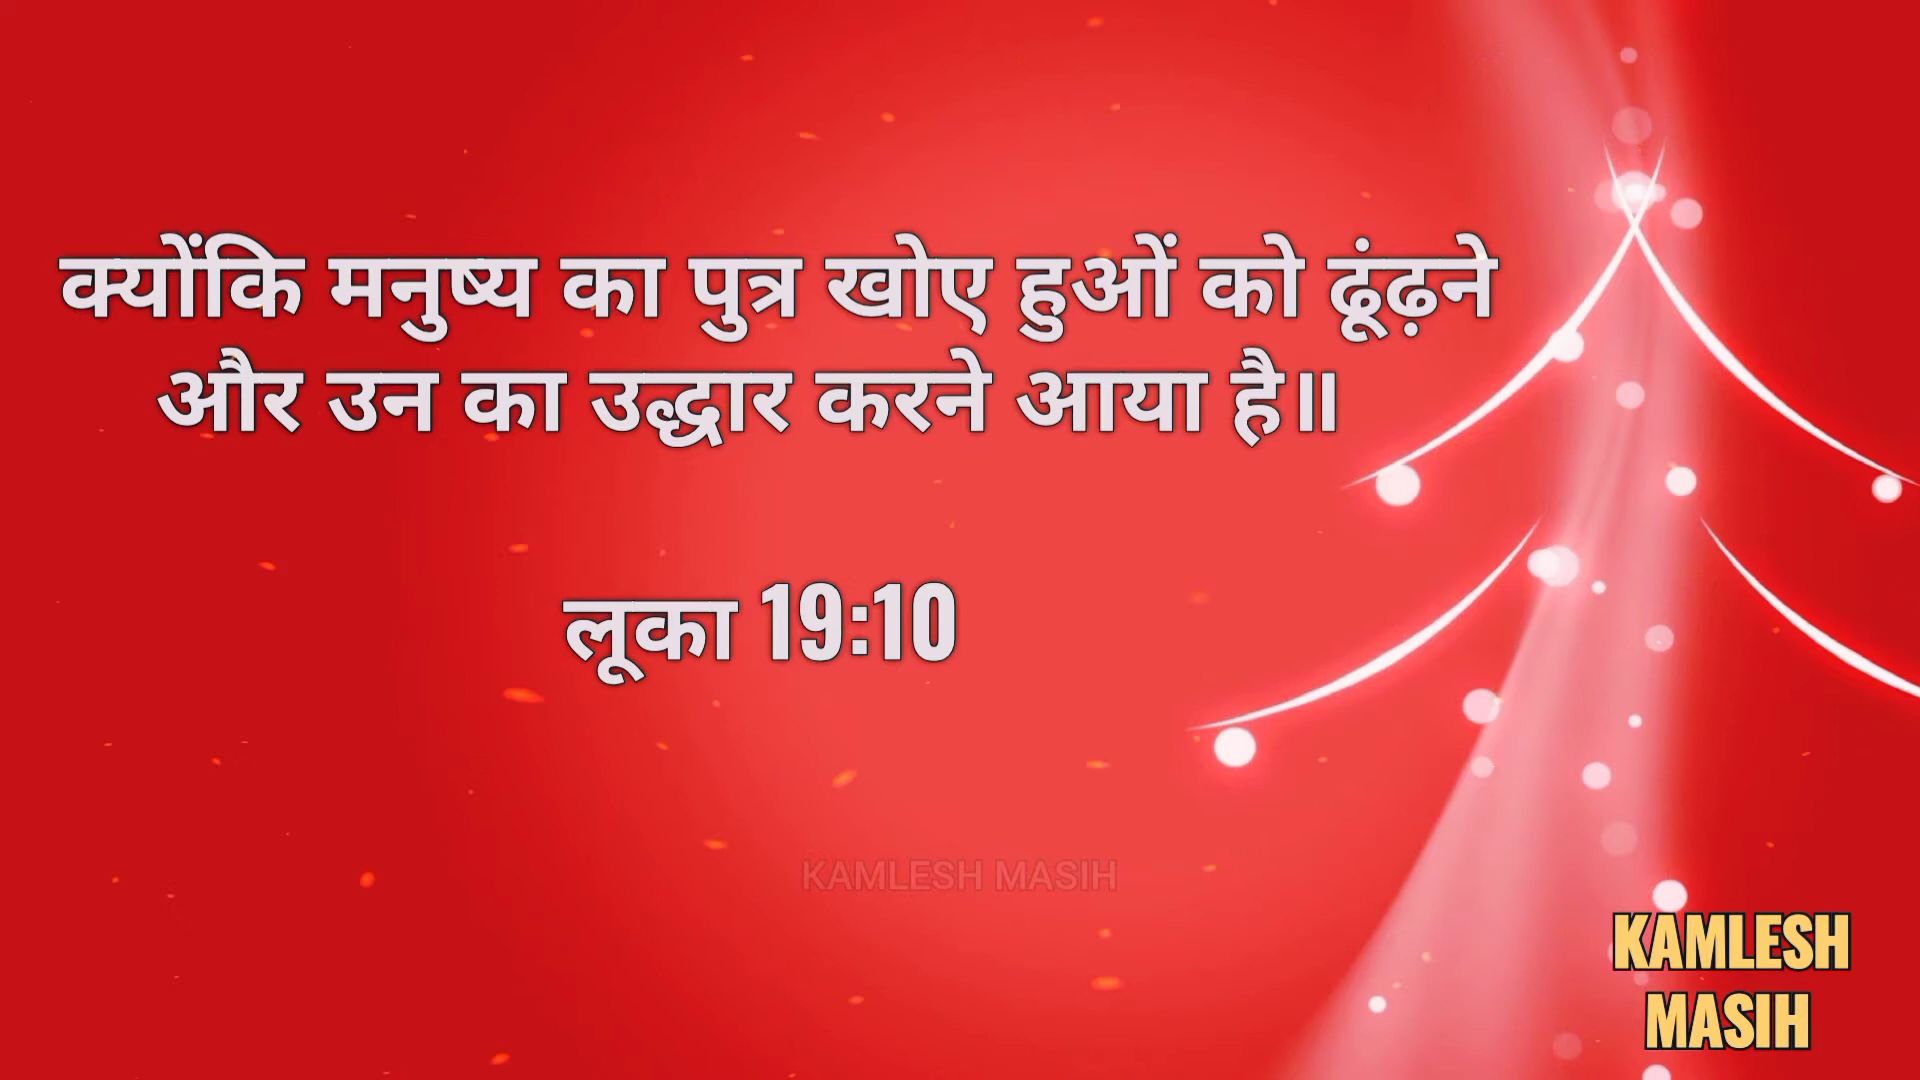 क्योंकि मनुष्य का पुत्र खोए हुओं को ढूंढ़ने
और उन का उद्धार करने आया है॥
लूका 19:10
KAMLESH MASIH
KAMLESH
MASIH